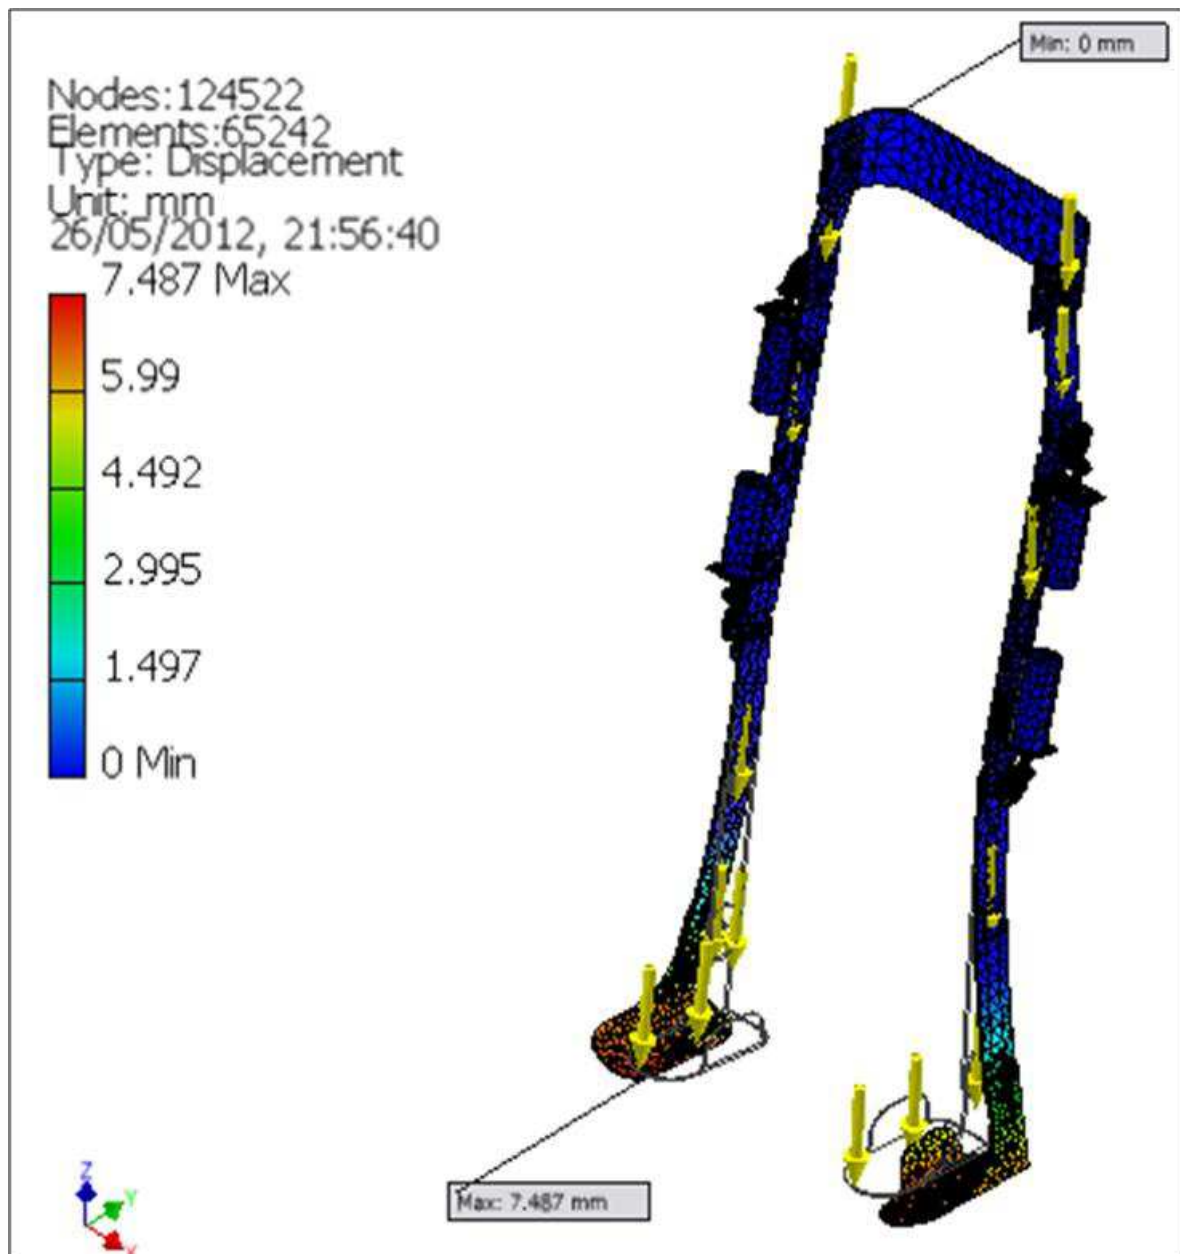 Min: 0 mm
Nodes:124522
Elements:65242
Type: Displacement
Unit: mm
26/05/2012, 21:56:40
7.487 Max
5.99
4.492
2.995
1.497
0 Min
Max: 7.487 mm
Z
Y
X